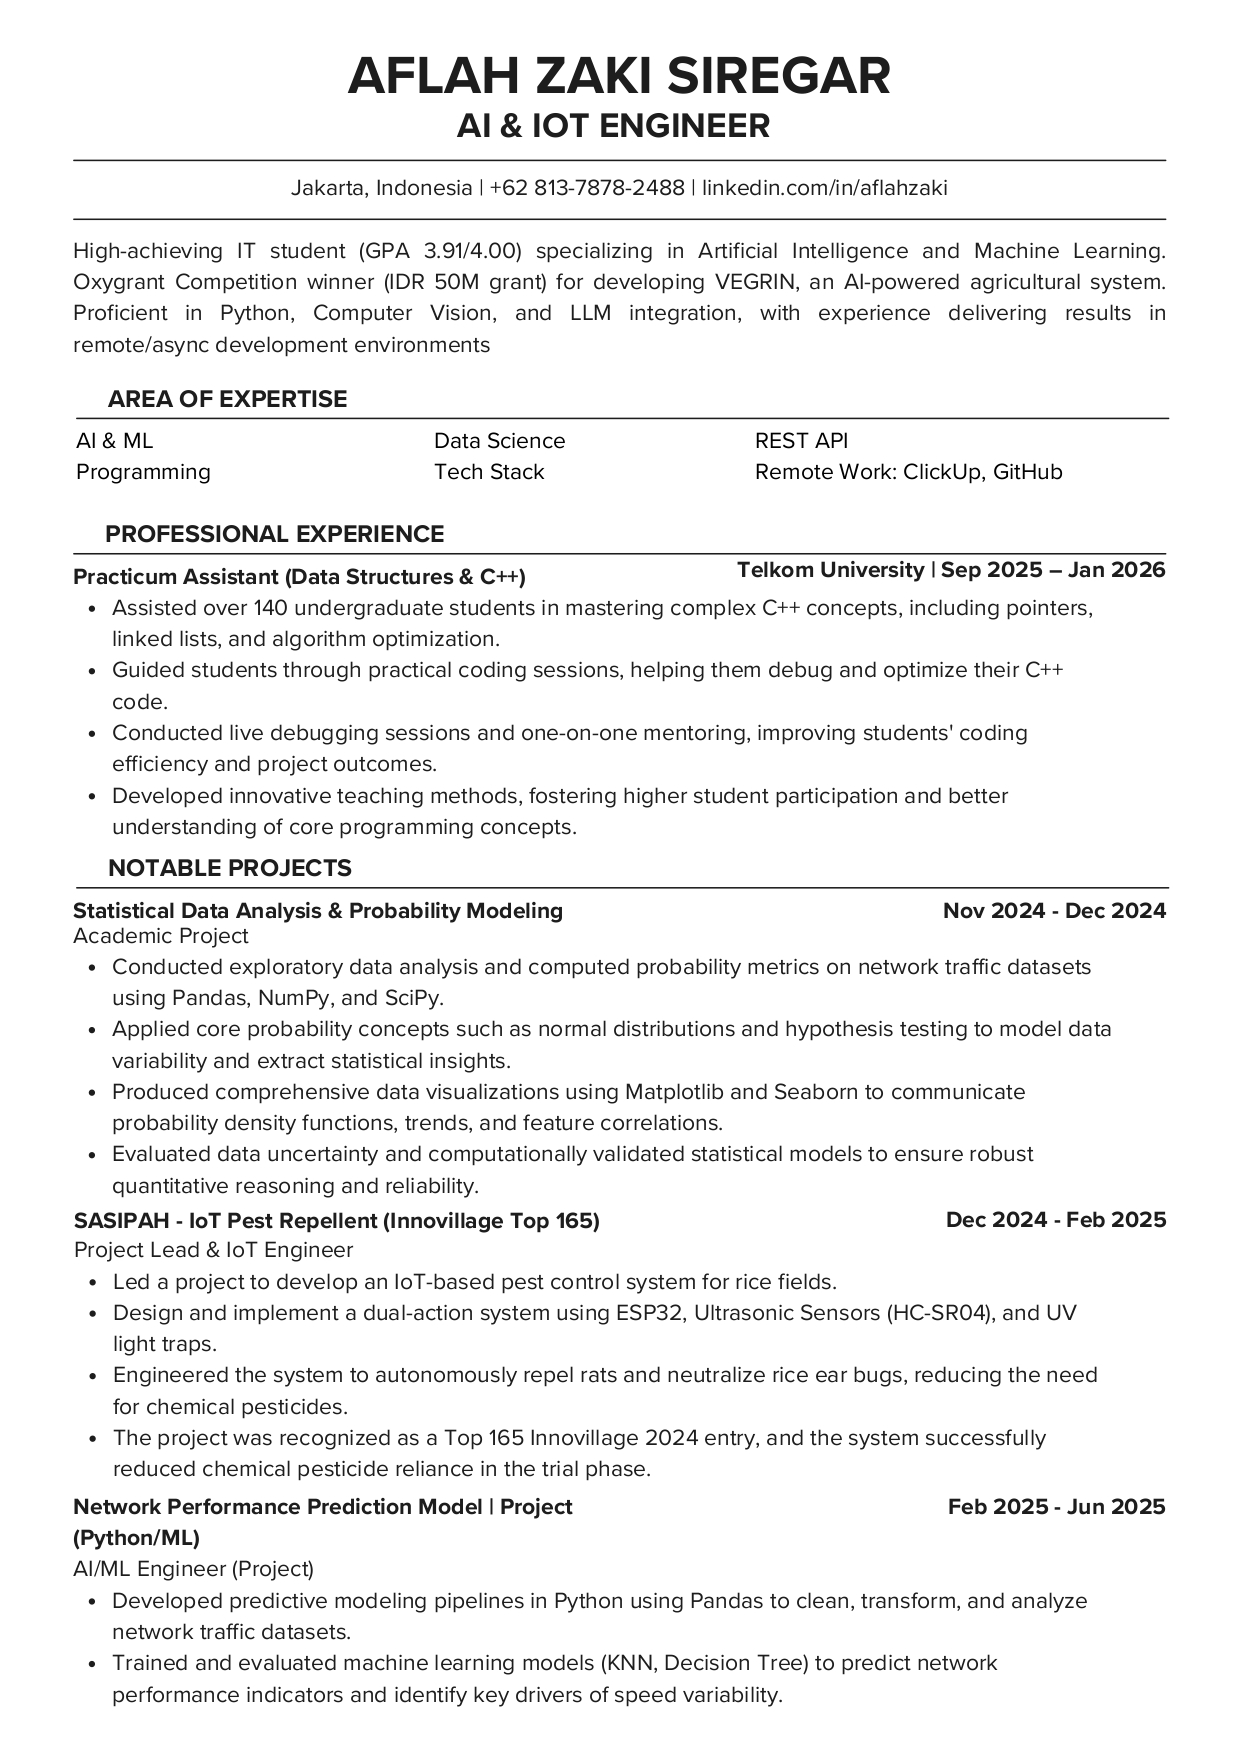 AFLAH ZAKI SIREGAR
AI & IOT ENGINEER
Jakarta, Indonesia | +62 813-7878-2488 | linkedin.com/in/aflahzaki
High-achieving IT student (GPA 3.91/4.00) specializing in Artificial Intelligence and Machine Learning.
Oxygrant Competition winner (IDR 50M grant) for developing VEGRIN, an AI-powered agricultural system.
Proficient in Python, Computer Vision, and LLM integration, with experience delivering results in
remote/async development environments
AREA OF EXPERTISE
AI & ML Data Science REST API
Programming Tech Stack Remote Work: ClickUp, GitHub
PROFESSIONAL EXPERIENCE
Practicum Assistant (Data Structures & C++) Telkom University | Sep 2025 – Jan 2026
• Assisted over 140 undergraduate students in mastering complex C++ concepts, including pointers,
linked lists, and algorithm optimization.
• Guided students through practical coding sessions, helping them debug and optimize their C++
code.
• Conducted live debugging sessions and one-on-one mentoring, improving students' coding
efficiency and project outcomes.
• Developed innovative teaching methods, fostering higher student participation and better
understanding of core programming concepts.
NOTABLE PROJECTS
Statistical Data Analysis & Probability Modeling Nov 2024 - Dec 2024
Academic Project
• Conducted exploratory data analysis and computed probability metrics on network traffic datasets
using Pandas, NumPy, and SciPy.
• Applied core probability concepts such as normal distributions and hypothesis testing to model data
variability and extract statistical insights.
• Produced comprehensive data visualizations using Matplotlib and Seaborn to communicate
probability density functions, trends, and feature correlations.
• Evaluated data uncertainty and computationally validated statistical models to ensure robust
quantitative reasoning and reliability.
SASIPAH - IoT Pest Repellent (Innovillage Top 165) Dec 2024 - Feb 2025
Project Lead & IoT Engineer
• Led a project to develop an IoT-based pest control system for rice fields.
• Design and implement a dual-action system using ESP32, Ultrasonic Sensors (HC-SR04), and UV
light traps.
• Engineered the system to autonomously repel rats and neutralize rice ear bugs, reducing the need
for chemical pesticides.
• The project was recognized as a Top 165 Innovillage 2024 entry, and the system successfully
reduced chemical pesticide reliance in the trial phase.
Network Performance Prediction Model | Project Feb 2025 - Jun 2025
(Python/ML)
AI/ML Engineer (Project)
• Developed predictive modeling pipelines in Python using Pandas to clean, transform, and analyze
network traffic datasets.
• Trained and evaluated machine learning models (KNN, Decision Tree) to predict network
performance indicators and identify key drivers of speed variability.